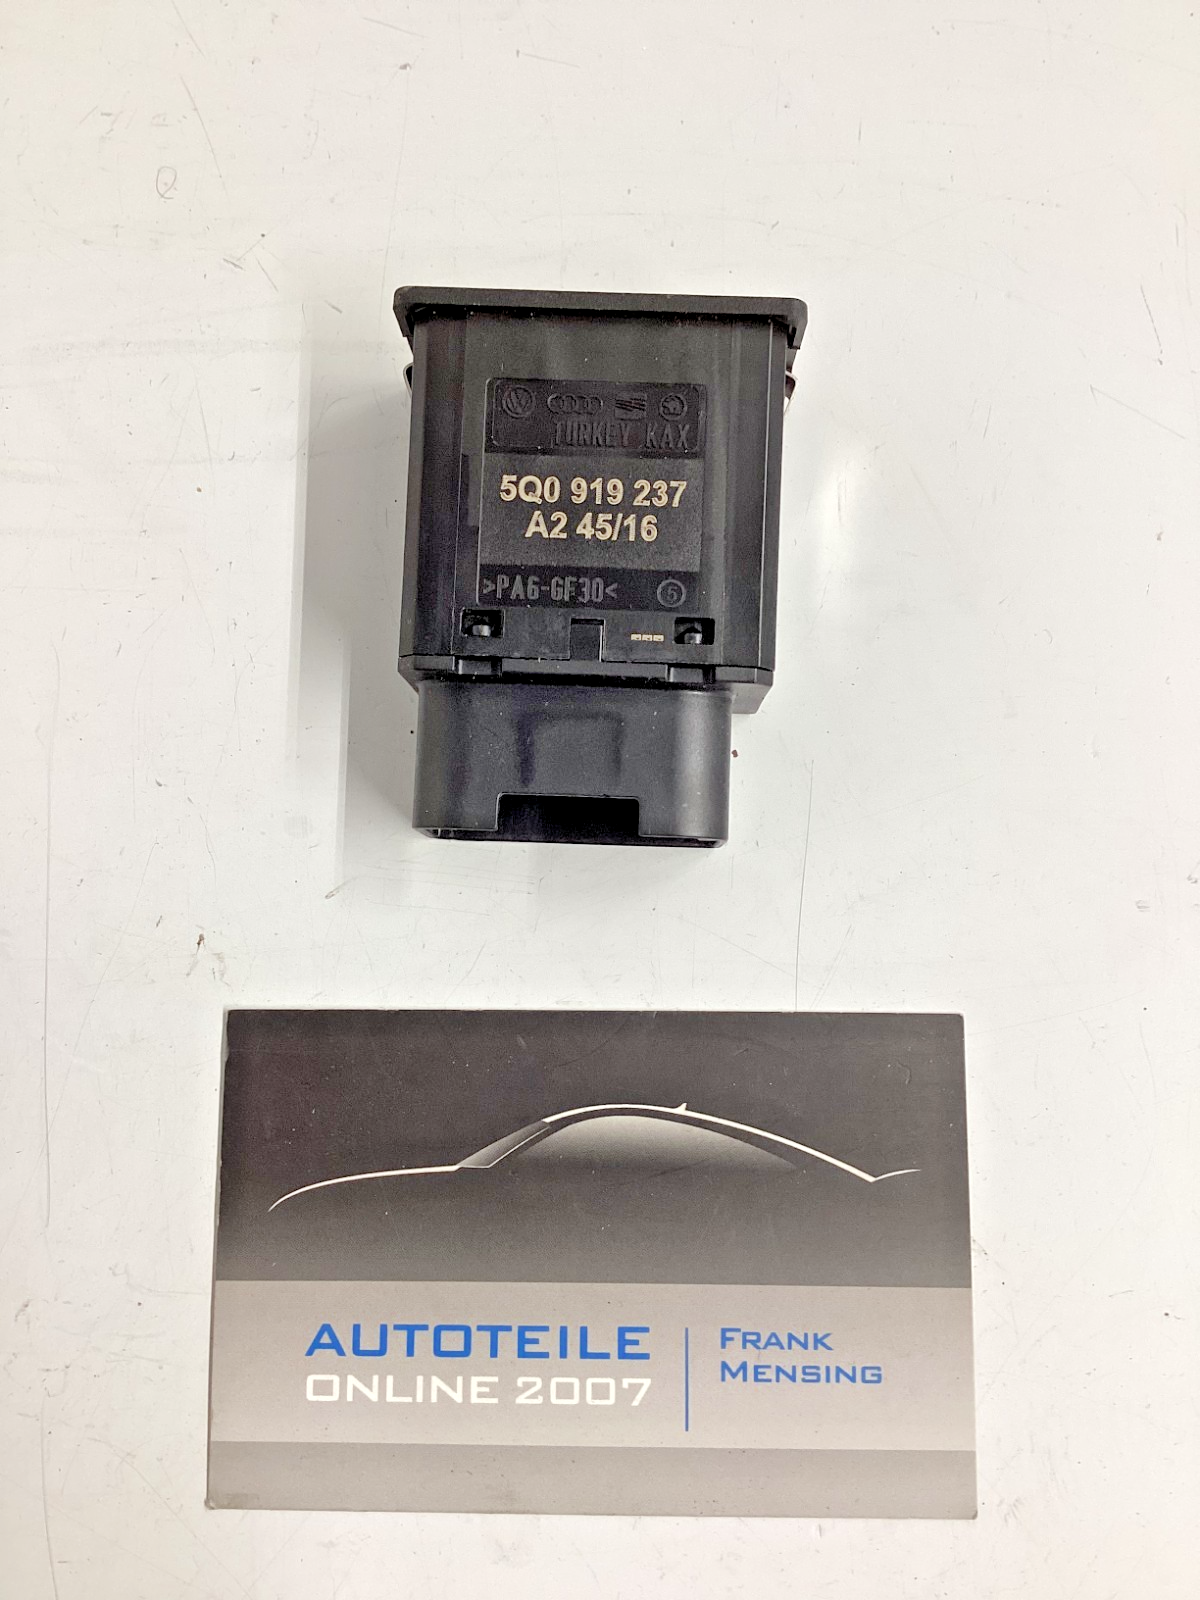 TURKEY KAX
5Q0 919 237
A2 45/16
>PA6-GF30<
5
AUTOTEILE
ONLINE 2007
FRANK
MENSING